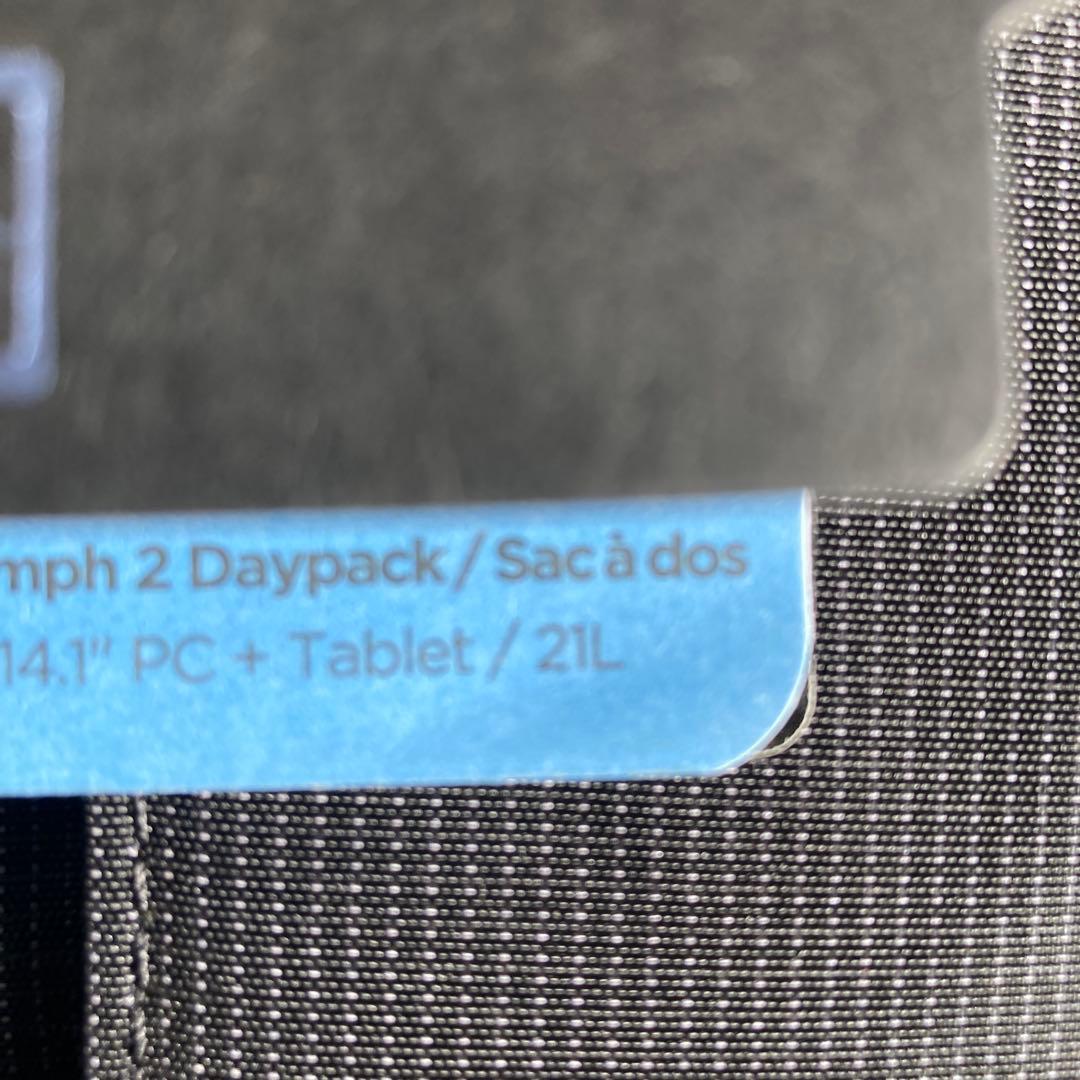 mph 2 Daypack / Sac à dos
14.1" PC + Tablet / 21L